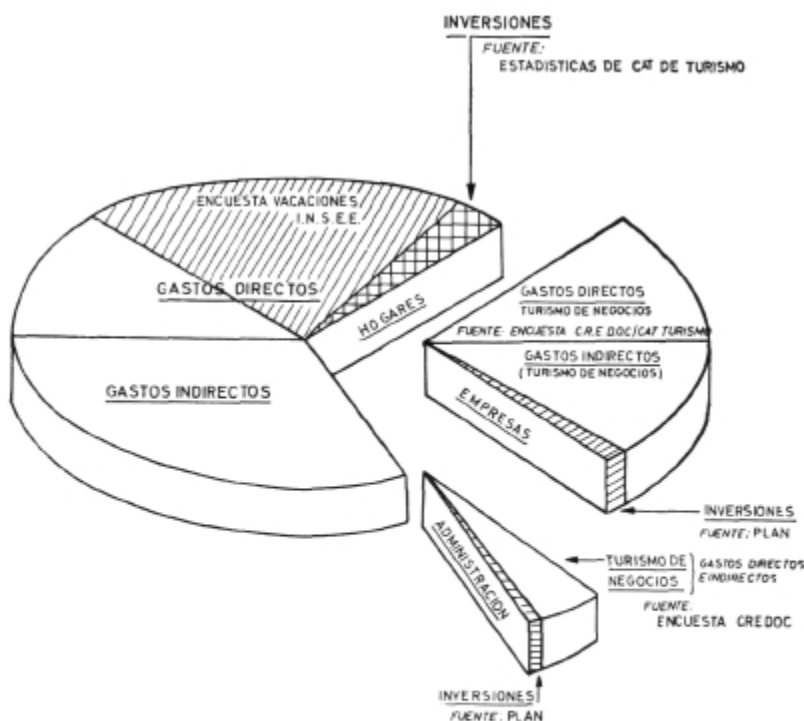 INVERSIONES
FUENTE:
ESTADISTICAS DE CAT DE TURISMO
ENCUESTA VACACIONES
I.N.S.E.E.
GASTOS DIRECTOS
HOGARES
GASTOS INDIRECTOS
GASTOS DIRECTOS
TURISMO DE NEGOCIOS
FUENTE: ENCUESTA C.R.E.DOC/CAT TURISMO
GASTOS INDIRECTOS
(TURISMO DE NEGOCIOS)
EMPRESAS
INVERSIONES
FUENTE: PLAN
ADMINISTRACION
TURISMO DE
NEGOCIOS
GASTOS DIRECTOS
E INDIRECTOS
FUENTE:
ENCUESTA CREDOC
INVERSIONES
FUENTE: PLAN